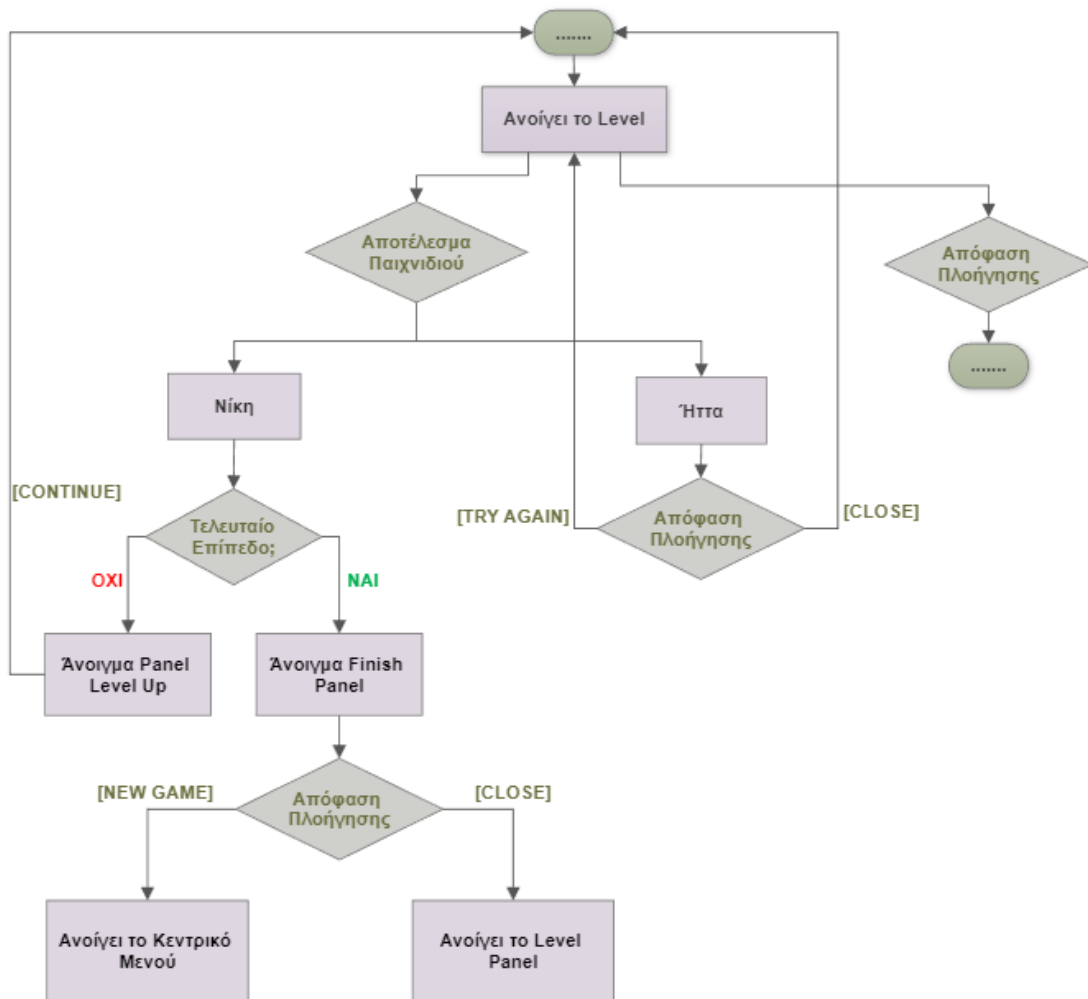 .......
Ανοίγει το Level
Αποτέλεσμα
Παιχνιδιού
Απόφαση
Πλοήγησης
.......
Νίκη
Ήττα
[CONTINUE]
[TRY AGAIN]
[CLOSE]
Τελευταίο
Επίπεδο;
Απόφαση
Πλοήγησης
ΟΧΙ
ΝΑΙ
Άνοιγμα Panel
Level Up
Άνοιγμα Finish
Panel
[NEW GAME]
[CLOSE]
Απόφαση
Πλοήγησης
Ανοίγει το Κεντρικό
Μενού
Ανοίγει το Level
Panel